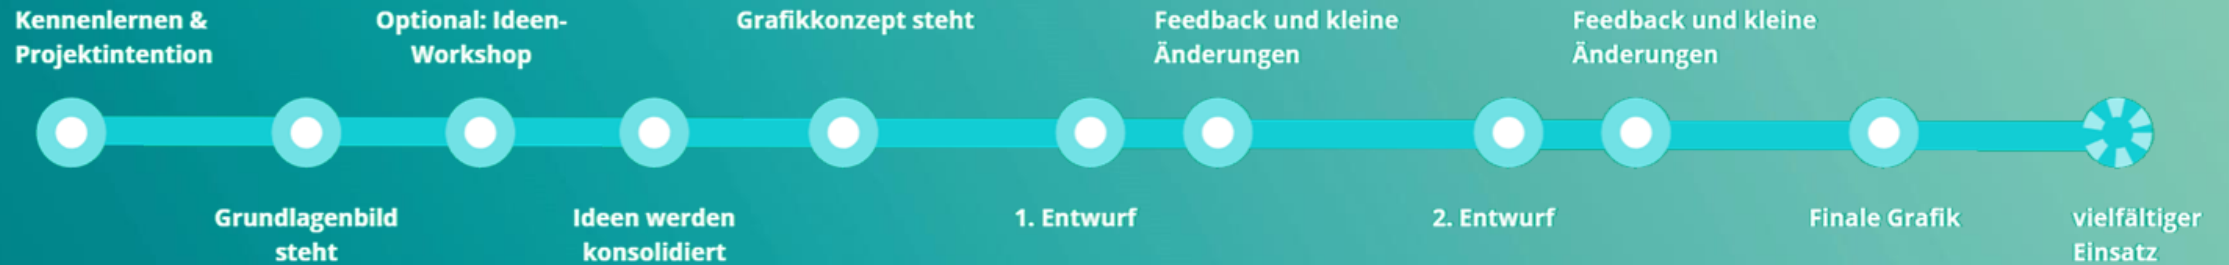 Kennenlernen &
Projektintention
Grundlagenbild
steht
Optional: Ideen-
Workshop
Ideen werden
konsolidiert
Grafikkonzept steht
1. Entwurf
Feedback und kleine
Änderungen
2. Entwurf
Feedback und kleine
Änderungen
Finale Grafik
vielfältiger
Einsatz